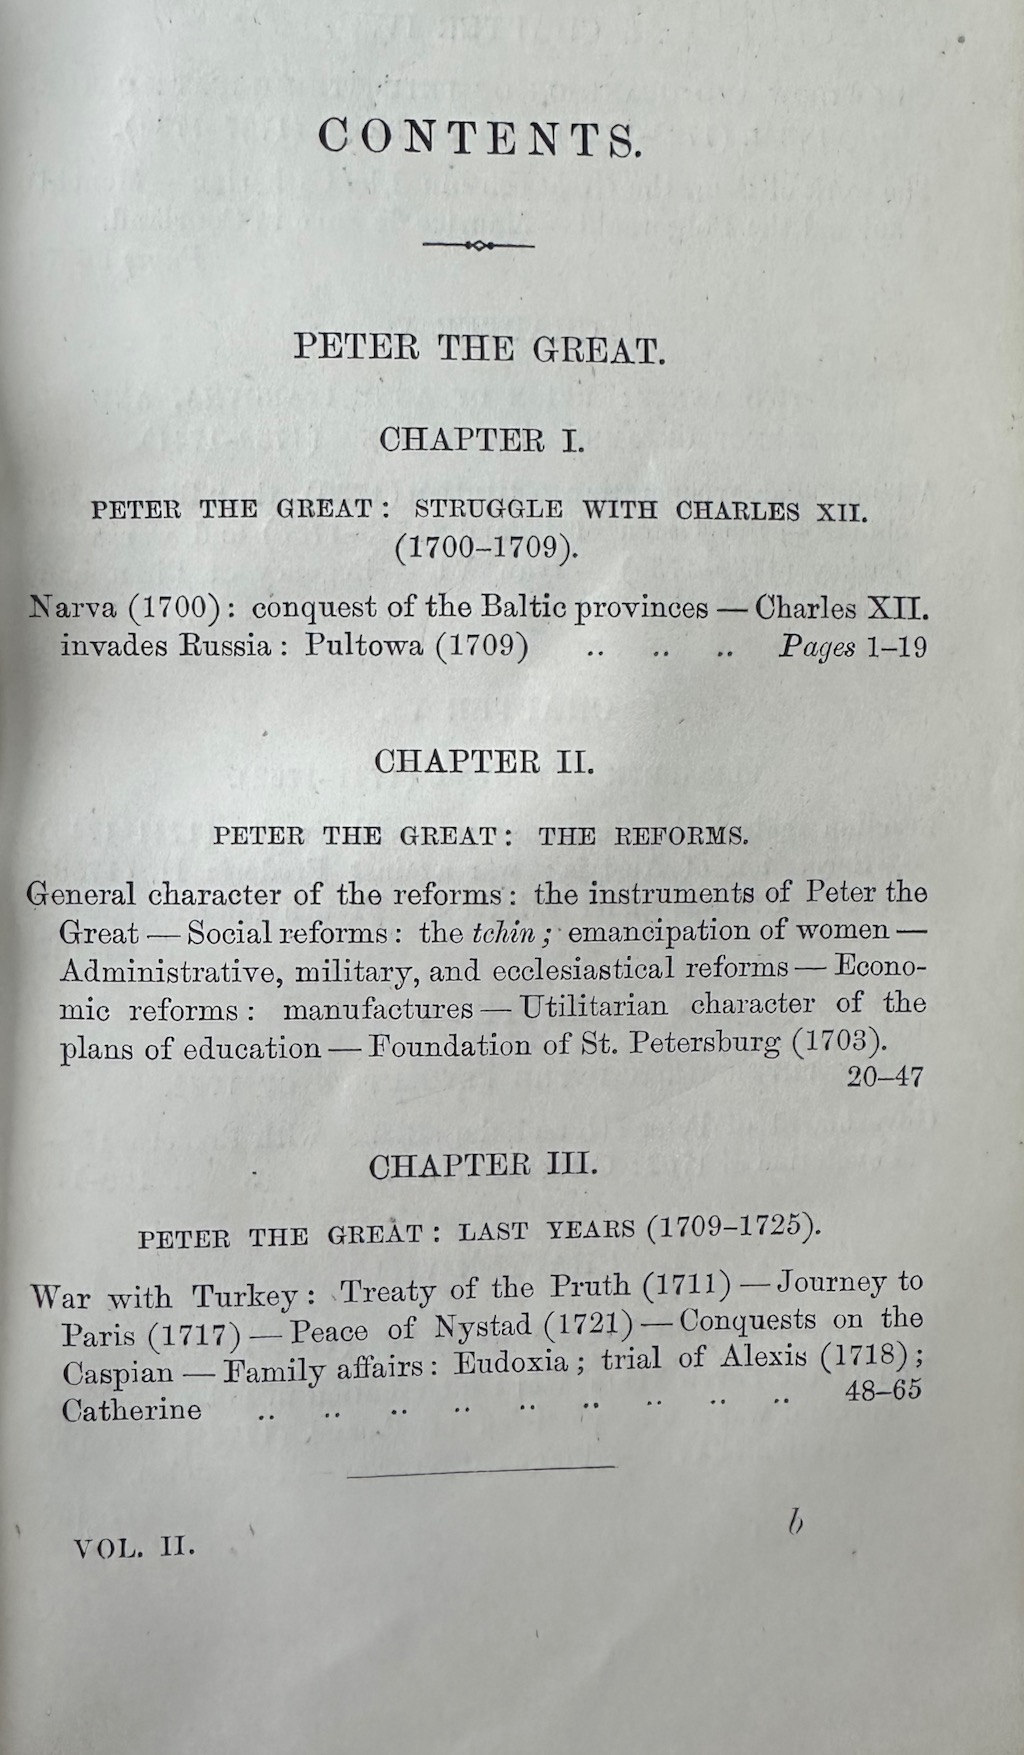 CONTENTS.
PETER THE GREAT.
CHAPTER I.
PETER THE GREAT: STRUGGLE WITH CHARLES XII.
(1700–1709).
Narva (1700): conquest of the Baltic provinces — Charles XII.
invades Russia: Pultowa (1709) .. .. .. Pages 1–19
CHAPTER II.
PETER THE GREAT: THE REFORMS.
General character of the reforms: the instruments of Peter the
Great — Social reforms: the tchin; emancipation of women —
Administrative, military, and ecclesiastical reforms — Econo-
mic reforms: manufactures — Utilitarian character of the
plans of education — Foundation of St. Petersburg (1703).
20–47
CHAPTER III.
PETER THE GREAT: LAST YEARS (1709–1725).
War with Turkey: Treaty of the Pruth (1711) — Journey to
Paris (1717) — Peace of Nystad (1721) — Conquests on the
Caspian — Family affairs: Eudoxia; trial of Alexis (1718);
Catherine .. .. .. .. .. .. .. .. .. 48–65
VOL. II. b